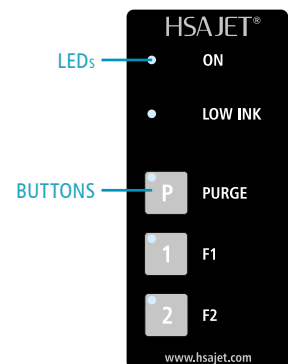 HSAJET®
LEDs
ON
LOW INK
BUTTONS
P
PURGE
1
F1
2
F2
www.hsajet.com